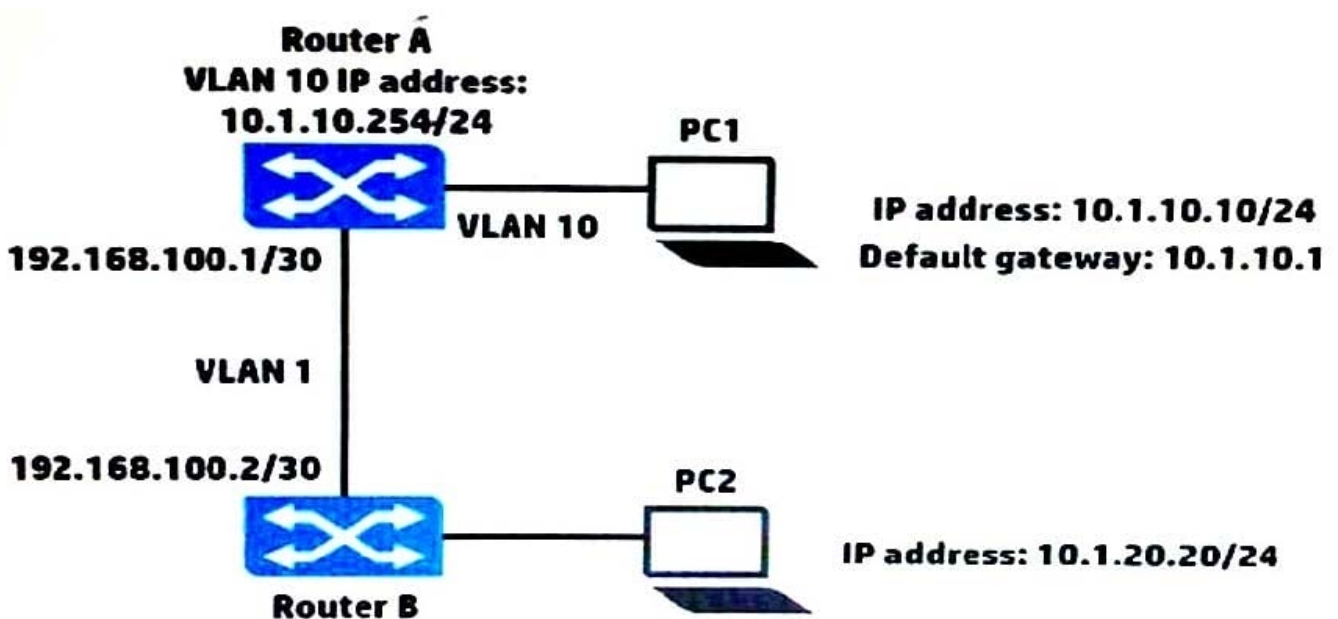 Router A
VLAN 10 IP address:
10.1.10.254/24
PC1
VLAN 10
IP address: 10.1.10.10/24
Default gateway: 10.1.10.1
192.168.100.1/30
VLAN 1
192.168.100.2/30
PC2
IP address: 10.1.20.20/24
Router B